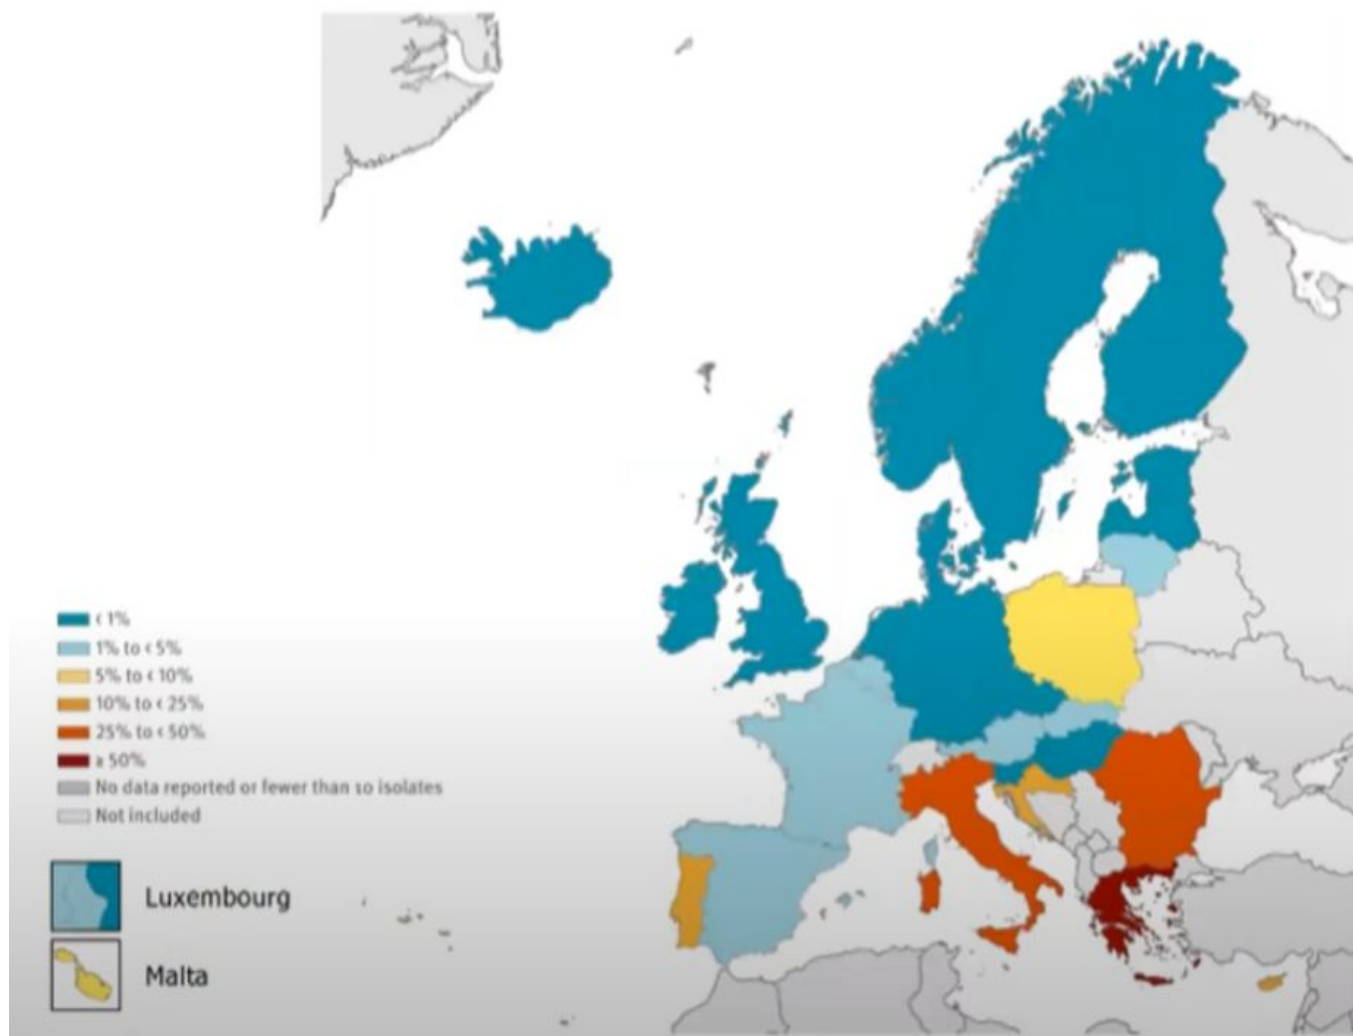 < 1%
1% to < 5%
5% to < 10%
10% to < 25%
25% to < 50%
≥ 50%
No data reported or fewer than 10 isolates
Not included
Luxembourg
Malta